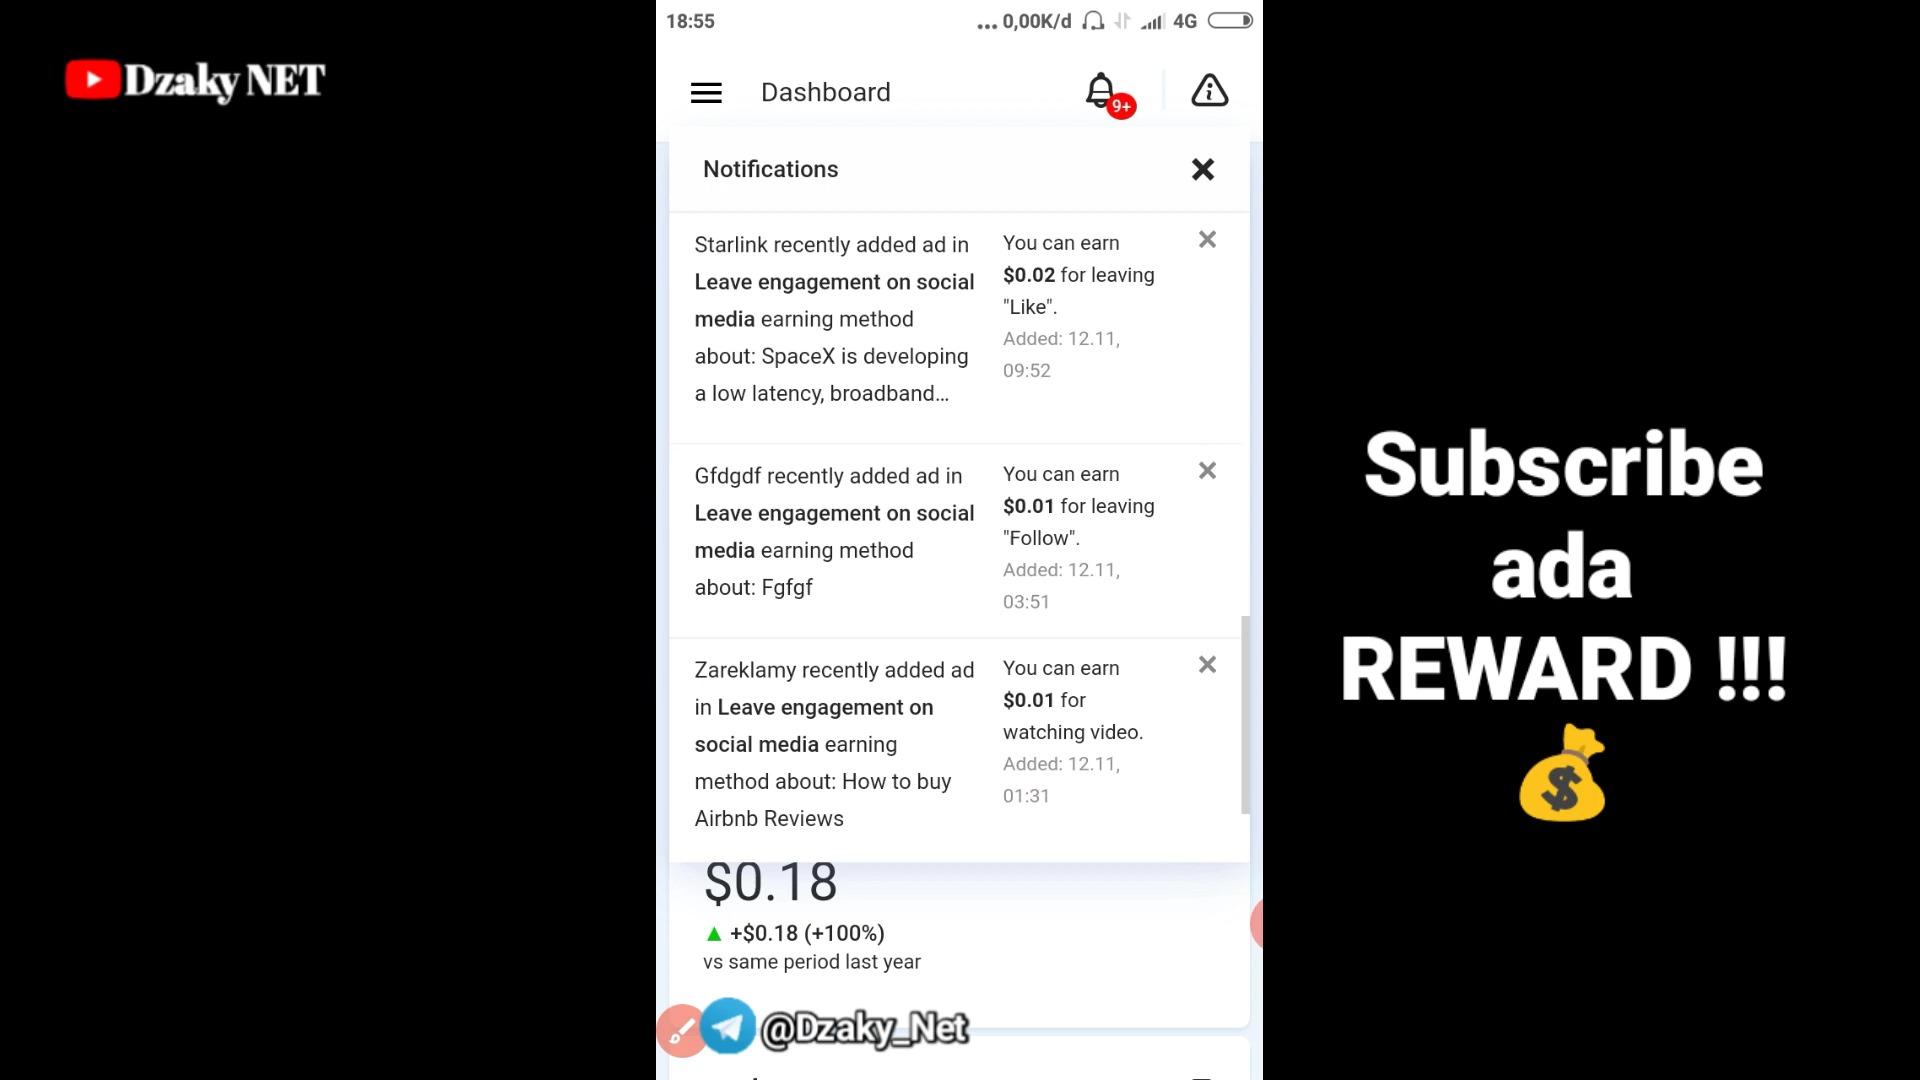 Dzaky NET
18:55
... 0,00K/d 4G
Dashboard
9+
Notifications
Starlink recently added ad in
Leave engagement on social
media earning method
about: SpaceX is developing
a low latency, broadband...
You can earn
$0.02 for leaving
"Like".
Added: 12.11,
09:52
Gfdgdf recently added ad in
Leave engagement on social
media earning method
about: Fgfgf
You can earn
$0.01 for leaving
"Follow".
Added: 12.11,
03:51
Zareklamy recently added ad
in Leave engagement on
social media earning
method about: How to buy
Airbnb Reviews
You can earn
$0.01 for
watching video.
Added: 12.11,
01:31
$0.18
+$0.18 (+100%)
vs same period last year
@Dzaky_Net
Subscribe
ada
REWARD !!!